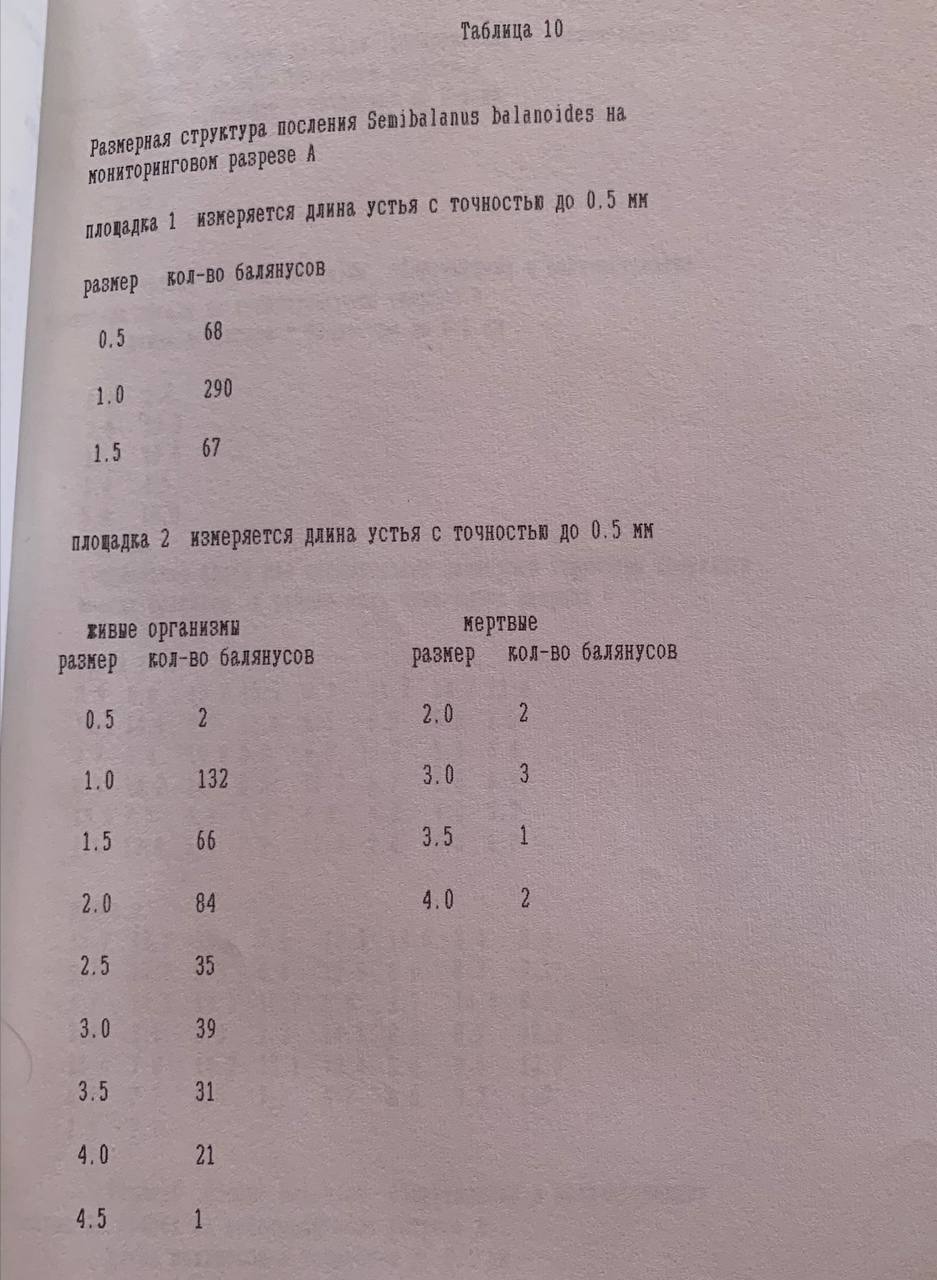 Таблица 10
Размерная структура посления Semibalanus balanoides на
мониторинговом разрезе А
площадка 1 измеряется длина устья с точностью до 0.5 мм
размер кол-во балянусов
0.5 68
1.0 290
1.5 67
площадка 2 измеряется длина устья с точностью до 0.5 мм
живые организмы мертвые
размер кол-во балянусов размер кол-во балянусов
0.5 2 2.0 2
1.0 132 3.0 3
1.5 66 3.5 1
2.0 84 4.0 2
2.5 35
3.0 39
3.5 31
4.0 21
4.5 1